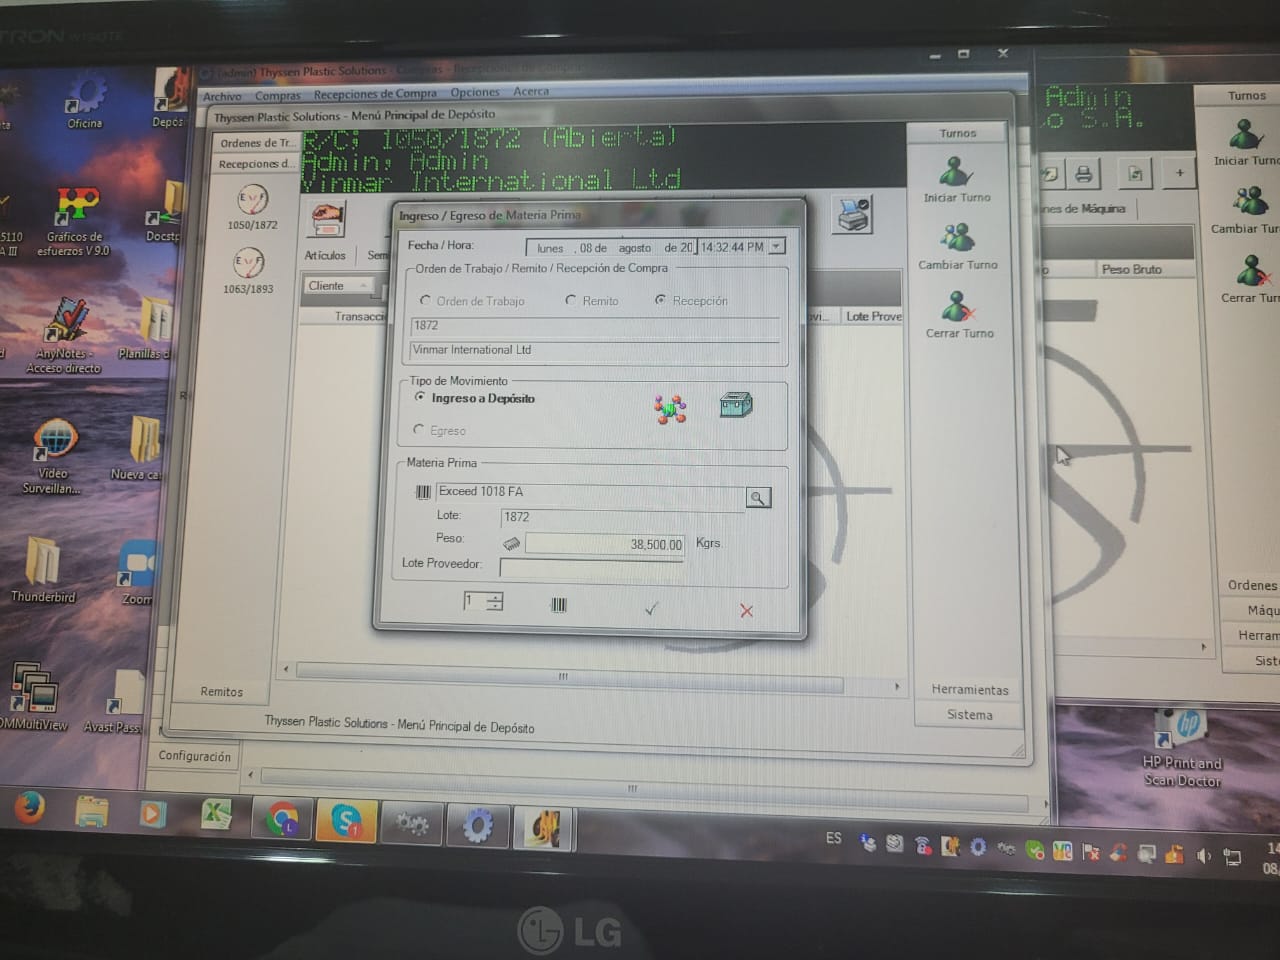 (admin) Thyssen Plastic Solutions - Compras - Recepciones de Compra
Archivo Compras Recepciones de Compra Opciones Acerca
Thyssen Plastic Solutions - Menú Principal de Depósito
Ordenes de Tr...
Recepciones d...
1050/1872
1063/1893
Remitos
R/C; 1050/1872 (Abierta)
Admin, Admin
Vinmar International Ltd
Artículos
Cliente
Lote Prove
Ingreso / Egreso de Materia Prima
Fecha / Hora:
lunes , 08 de agosto de 20 14:32:44 PM
Orden de Trabajo / Remito / Recepción de Compra
Orden de Trabajo Remito Recepción
1872
Vinmar International Ltd
Tipo de Movimiento
Ingreso a Depósito
Egreso
Materia Prima
Exceed 1018 FA
Lote: 1872
Peso: 38,500.00 Kgrs.
Lote Proveedor:
1
Turnos
Iniciar Turno
Cambiar Turno
Cerrar Turno
Herramientas
Sistema
Thyssen Plastic Solutions - Menú Principal de Depósito
Configuración
Admin
o S.A.
nes de Máquina
Peso Bruto
Turnos
Iniciar Turno
Cambiar Turn
Cerrar Turn
Ordenes
Máqu
Herram
Sist
Oficina
Depós
Gráficos de
esfuerzos V 9.0
Docstp
AnyNotes -
Acceso directo
Planillas d
Video
Surveillan...
Nueva ca
Thunderbird
Zoom
DMMultiView
Avast Pass
HP Print and
Scan Doctor
ES
14
08/
LG